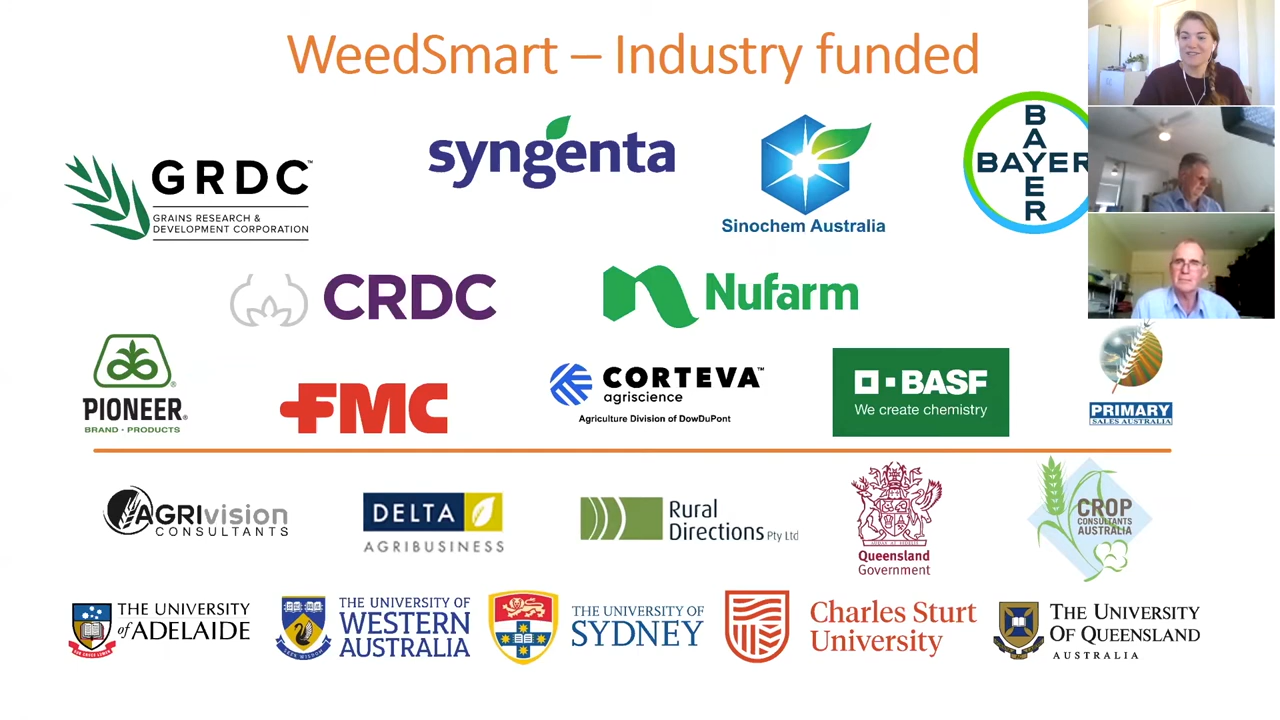 WeedSmart – Industry funded
GRDC™
GRAINS RESEARCH &
DEVELOPMENT CORPORATION
syngenta
Sinochem Australia
BAYER
BAYER
CRDC
Nufarm
PIONEER®
BRAND · PRODUCTS
FMC
CORTEVA™
agriscience
Agriculture Division of DowDuPont
BASF
We create chemistry
PRIMARY
SALES AUSTRALIA
AGRIvision
CONSULTANTS
DELTA
AGRIBUSINESS
Rural
Directions Pty Ltd
Queensland
Government
CROP
CONSULTANTS
AUSTRALIA
THE UNIVERSITY
of ADELAIDE
THE UNIVERSITY OF
WESTERN
AUSTRALIA
THE UNIVERSITY OF
SYDNEY
Charles Sturt
University
THE UNIVERSITY
OF QUEENSLAND
AUSTRALIA